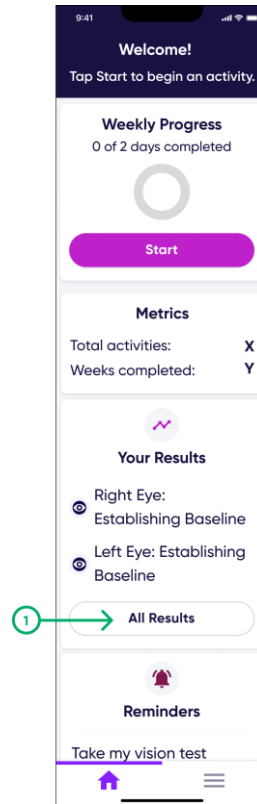 9:41
Welcome!
Tap Start to begin an activity.
Weekly Progress
0 of 2 days completed
Start
Metrics
Total activities: X
Weeks completed: Y
Your Results
Right Eye:
Establishing Baseline
Left Eye: Establishing
Baseline
1
All Results
Reminders
Take my vision test